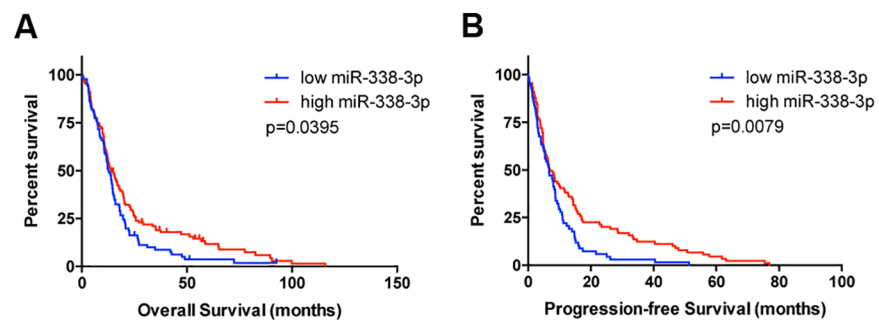 A
Percent survival
100
75
50
25
0
low miR-338-3p
high miR-338-3p
p=0.0395
0 50 100 150
Overall Survival (months)
B
Percent survival
100
75
50
25
0
low miR-338-3p
high miR-338-3p
p=0.0079
0 20 40 60 80 100
Progression-free Survival (months)